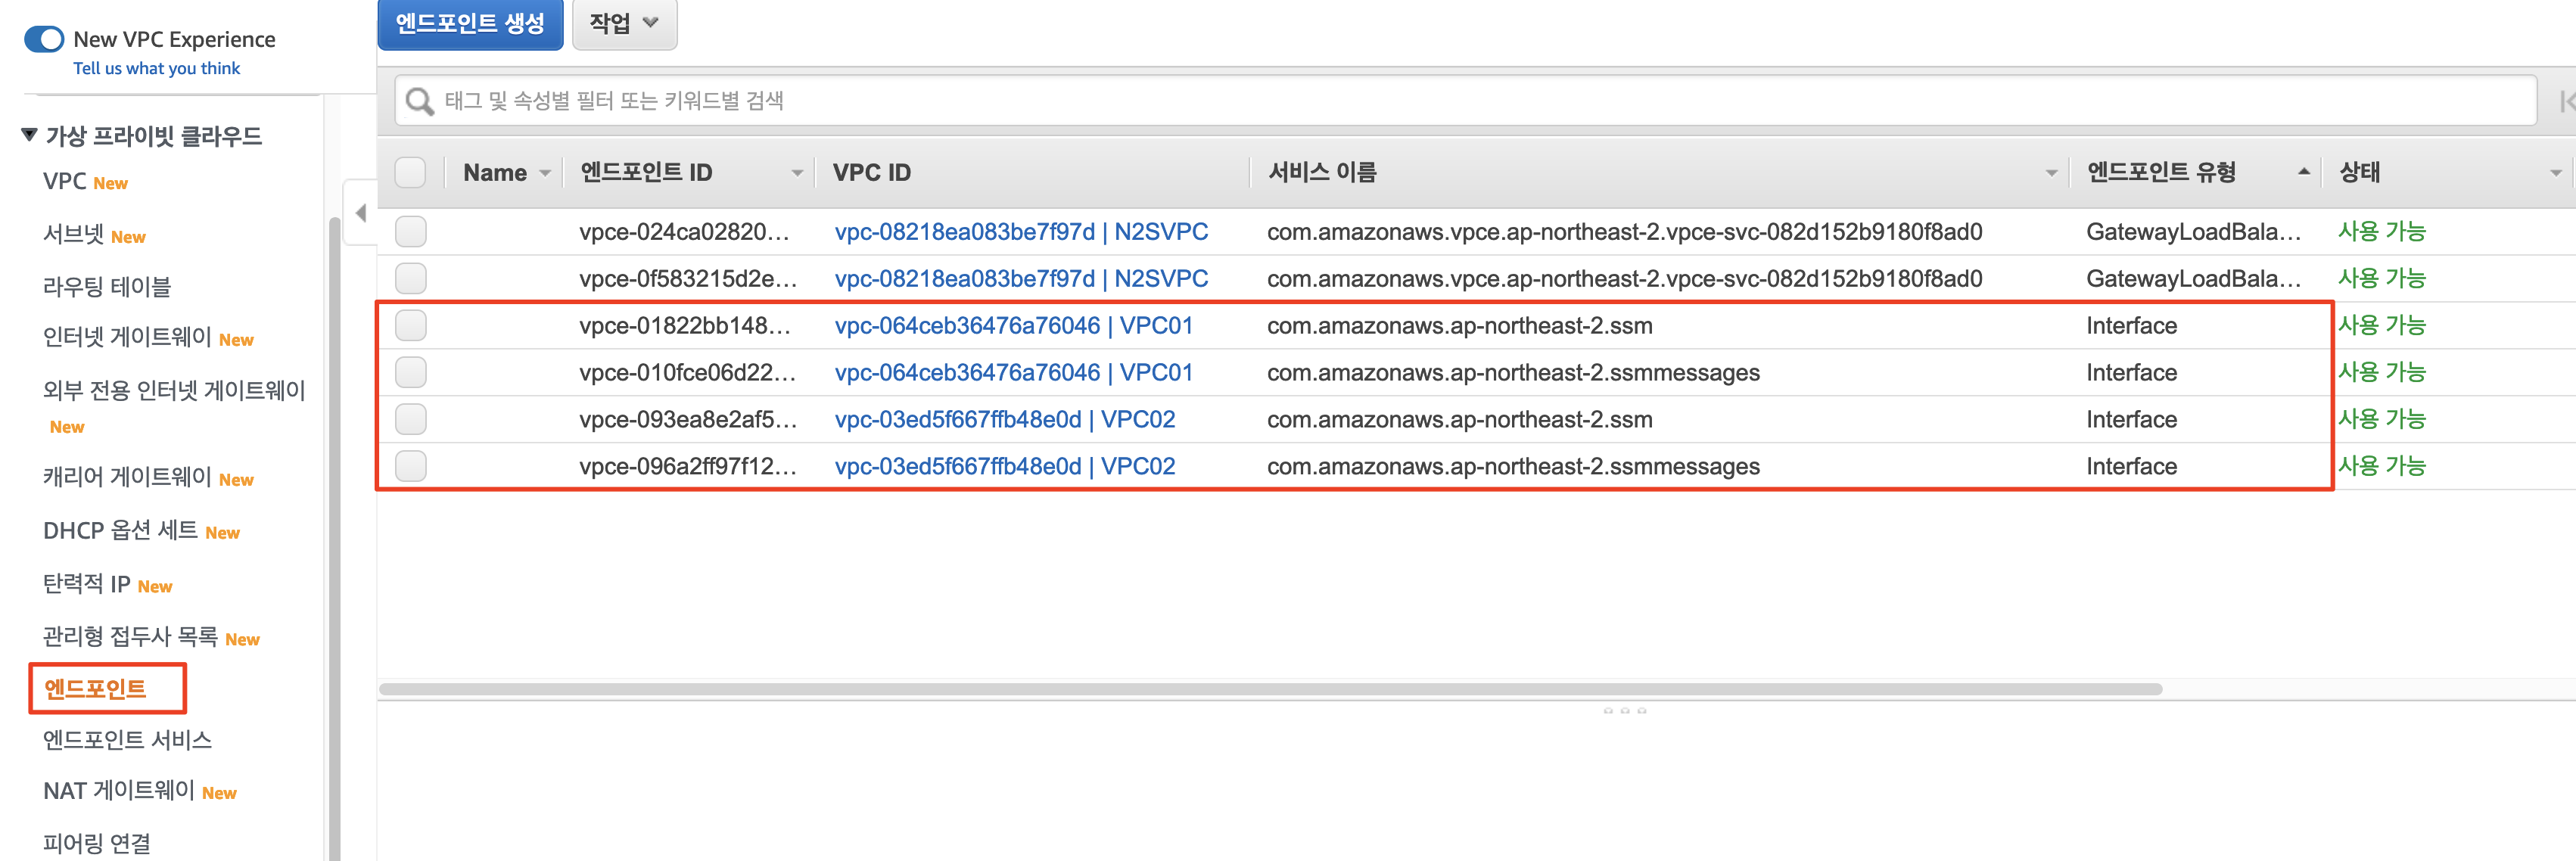 New VPC Experience
Tell us what you think
▼ 가상 프라이빗 클라우드
VPC New
서브넷 New
라우팅 테이블
인터넷 게이트웨이 New
외부 전용 인터넷 게이트웨이
New
캐리어 게이트웨이 New
DHCP 옵션 세트 New
탄력적 IP New
관리형 접두사 목록 New
엔드포인트
엔드포인트 서비스
NAT 게이트웨이 New
피어링 연결
엔드포인트 생성 작업
태그 및 속성별 필터 또는 키워드별 검색
Name 엔드포인트 ID VPC ID 서비스 이름 엔드포인트 유형 상태
vpce-024ca02820... vpc-08218ea083be7f97d | N2SVPC com.amazonaws.vpce.ap-northeast-2.vpce-svc-082d152b9180f8ad0 GatewayLoadBala... 사용 가능
vpce-0f583215d2e... vpc-08218ea083be7f97d | N2SVPC com.amazonaws.vpce.ap-northeast-2.vpce-svc-082d152b9180f8ad0 GatewayLoadBala... 사용 가능
vpce-01822bb148... vpc-064ceb36476a76046 | VPC01 com.amazonaws.ap-northeast-2.ssm Interface 사용 가능
vpce-010fce06d22... vpc-064ceb36476a76046 | VPC01 com.amazonaws.ap-northeast-2.ssmmessages Interface 사용 가능
vpce-093ea8e2af5... vpc-03ed5f667ffb48e0d | VPC02 com.amazonaws.ap-northeast-2.ssm Interface 사용 가능
vpce-096a2ff97f12... vpc-03ed5f667ffb48e0d | VPC02 com.amazonaws.ap-northeast-2.ssmmessages Interface 사용 가능